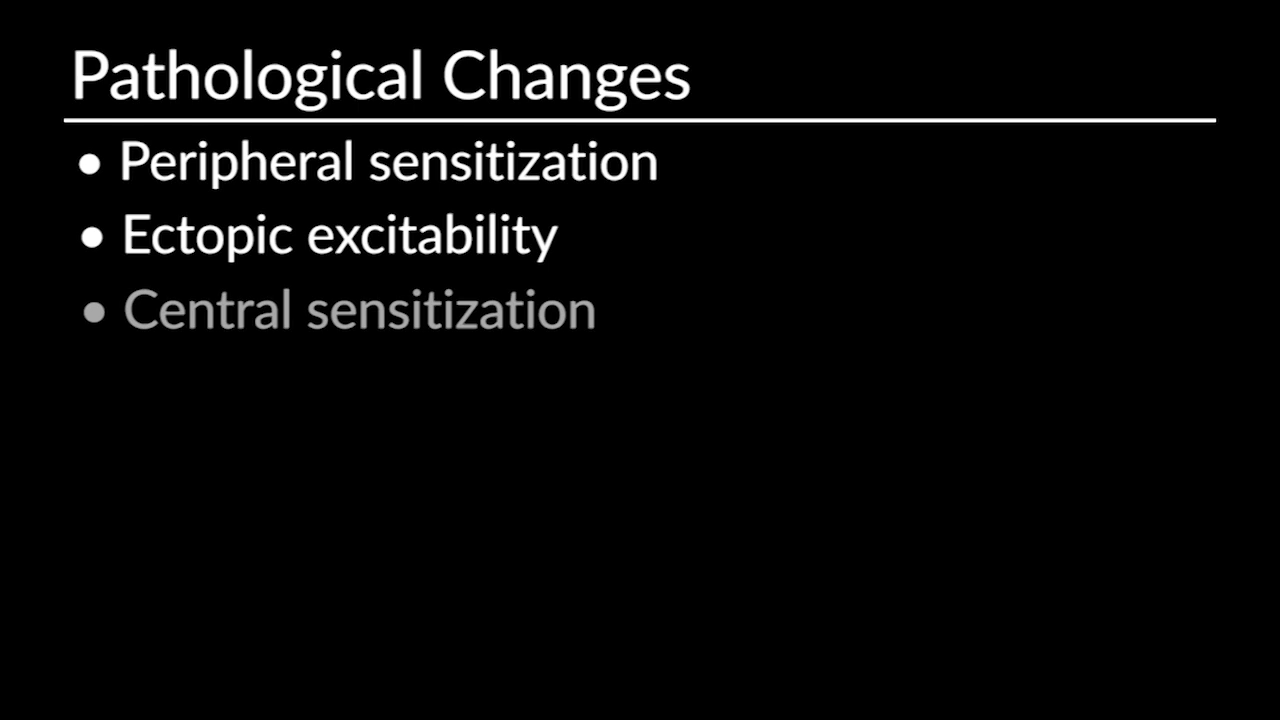 Pathological Changes
• Peripheral sensitization
• Ectopic excitability
• Central sensitization